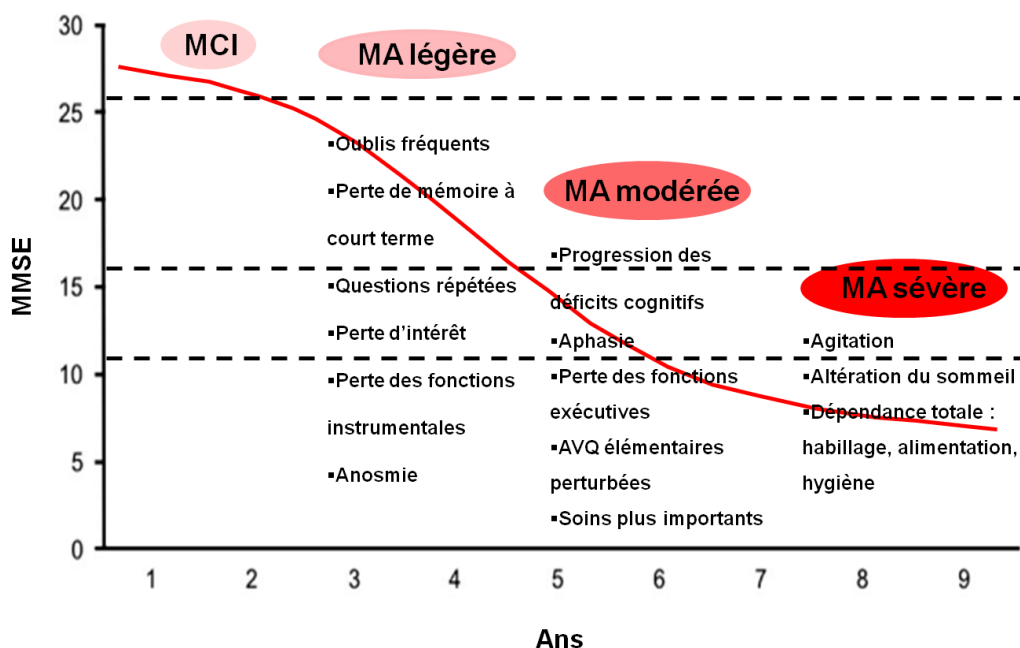 MMSE
30
25
20
15
10
5
0
MCI
MA légère
▪Oublis fréquents
▪Perte de mémoire à
court terme
▪Questions répétées
▪Perte d’intérêt
▪Perte des fonctions
instrumentales
▪Anosmie
MA modérée
▪Progression des
déficits cognitifs
▪Aphasie
▪Perte des fonctions
exécutives
▪AVQ élémentaires
perturbées
▪Soins plus importants
MA sévère
▪Agitation
▪Altération du sommeil
▪Dépendance totale :
habillage, alimentation,
hygiène
1 2 3 4 5 6 7 8 9
Ans